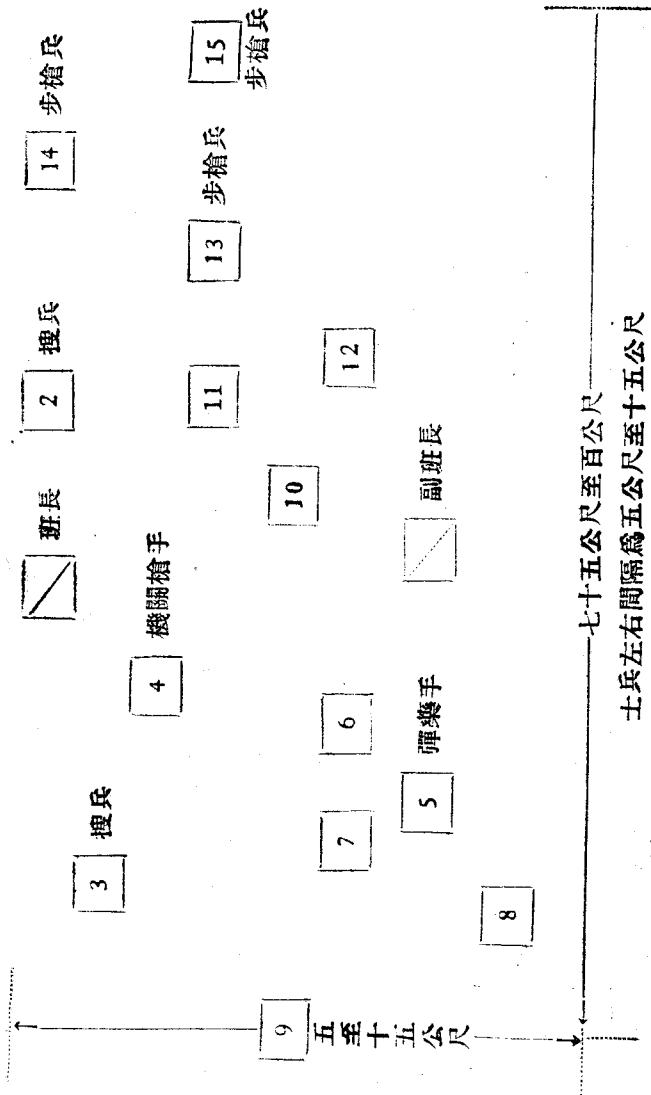 班長 2 搜兵 14 步槍兵
3 搜兵
4 機關槍手
11 13 步槍兵 15
步槍兵
9 10
7 6 12
5 彈藥手 副班長
8
五至十五公尺
七十五公尺至百公尺
士兵左右間隔爲五公尺至十五公尺